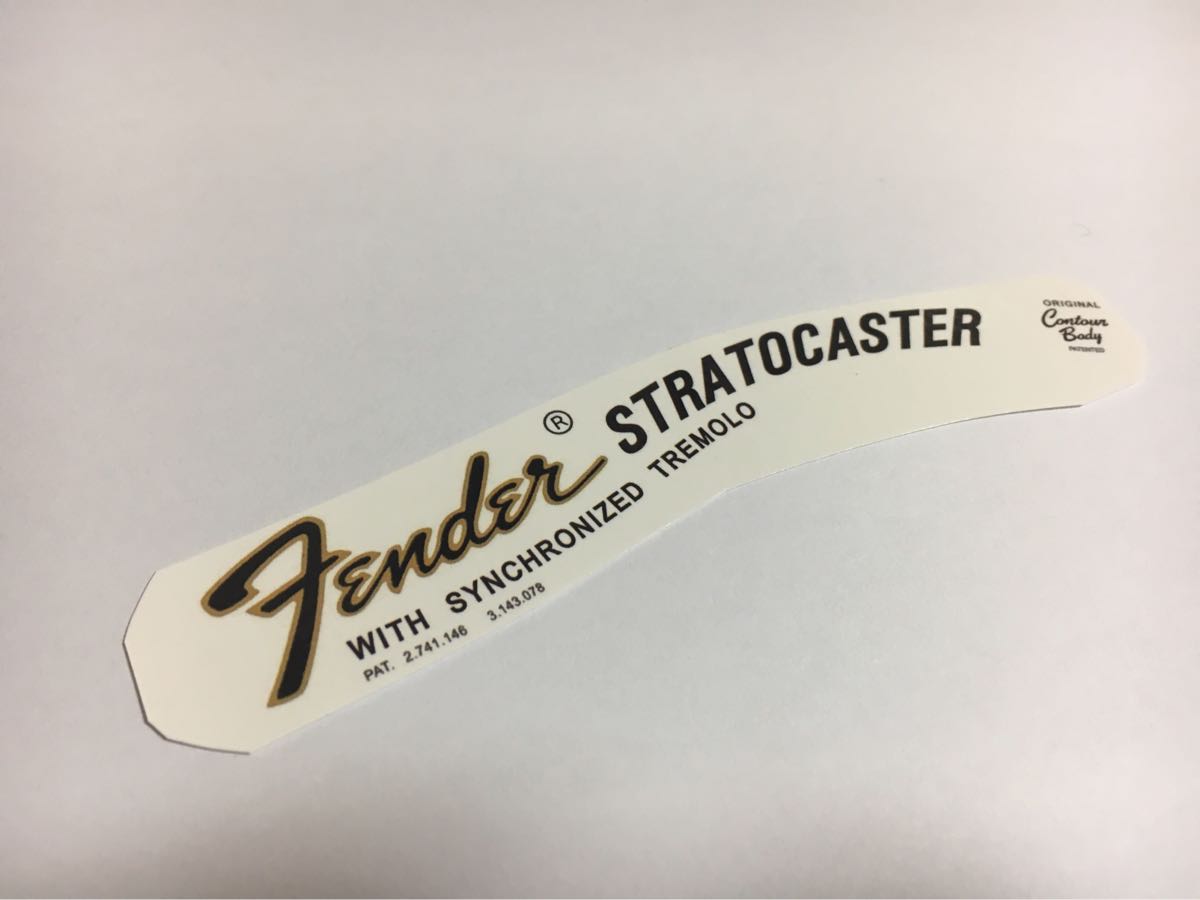 Fender ® STRATOCASTER
WITH SYNCHRONIZED TREMOLO
PAT. 2.741.146 3.143.078
ORIGINAL
Contour
Body
PATENTED